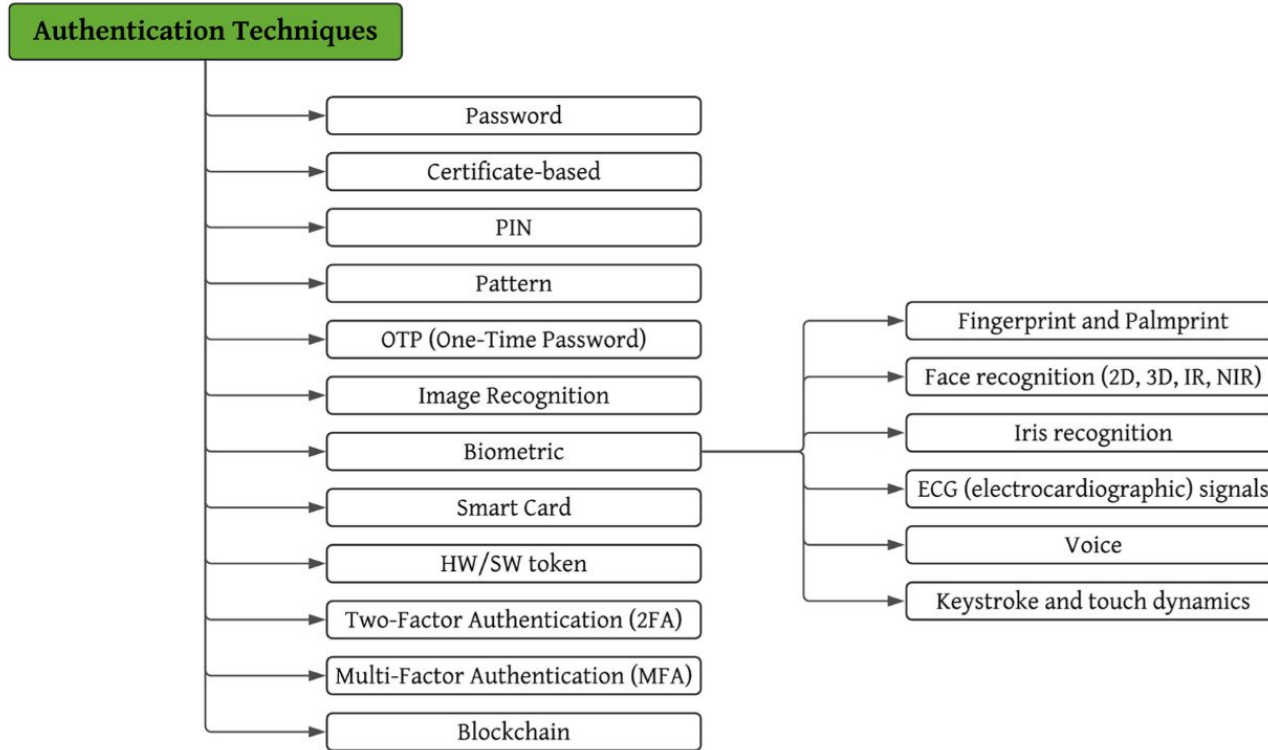 Authentication Techniques
Password
Certificate-based
PIN
Pattern
OTP (One-Time Password)
Image Recognition
Biometric
Smart Card
HW/SW token
Two-Factor Authentication (2FA)
Multi-Factor Authentication (MFA)
Blockchain
Fingerprint and Palmprint
Face recognition (2D, 3D, IR, NIR)
Iris recognition
ECG (electrocardiographic) signals
Voice
Keystroke and touch dynamics